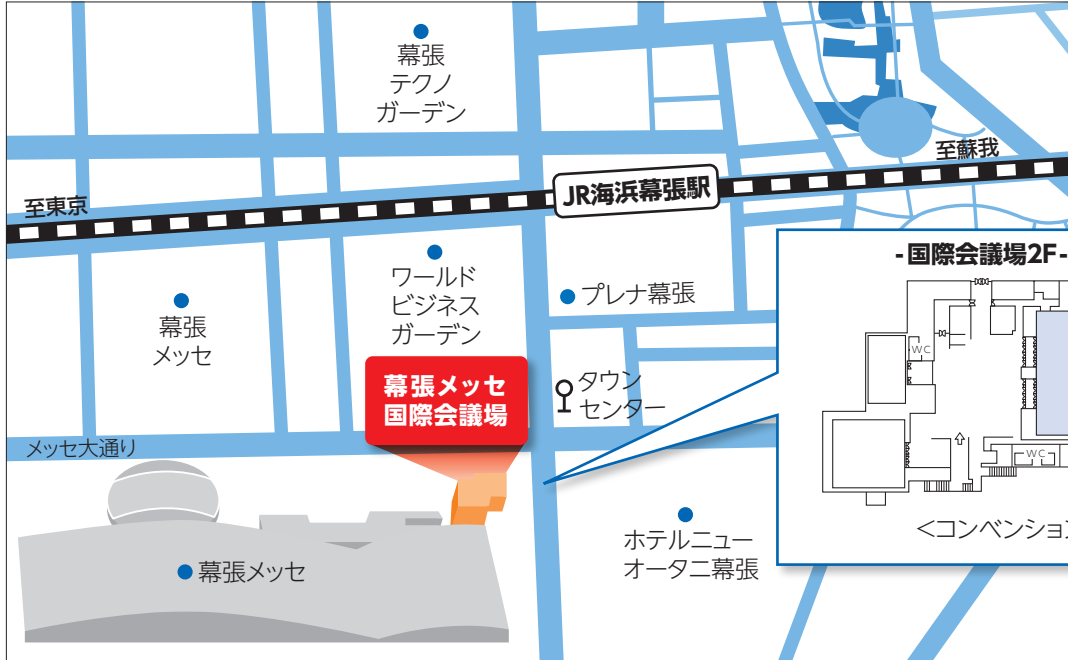 幕張
テクノ
ガーデン
至蘇我
JR海浜幕張駅
至東京
-国際会議場2F-
ワールド
ビジネス
ガーデン
プレナ幕張
幕張
メッセ
WC
幕張メッセ
国際会議場
タウン
センター
メッセ大通り
WC
ホテルニュー
オータニ幕張
<コンベンション
幕張メッセ